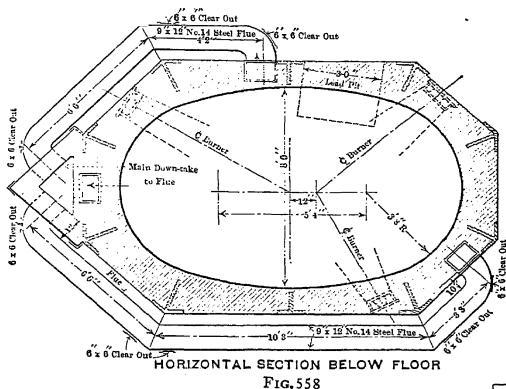 6" x 6" Clear Out
9" x 12" No.14 Steel Flue
6" x 6" Clear Out
4'2"
3'0"
Lead Pit
6'0"
6 x 6 Clear Out
℄ Burner
8'0"
℄ Burner
Main Down-take
to Flue
12"
5'4"
3'8"R
℄ Burner
6 x 6 Clear Out
6'0"
Flue
3'3"
6"x 6" Clear Out
10'3"
9" x 12" No.14 Steel Flue
6" x 6" Clear Out
HORIZONTAL SECTION BELOW FLOOR
FIG.558